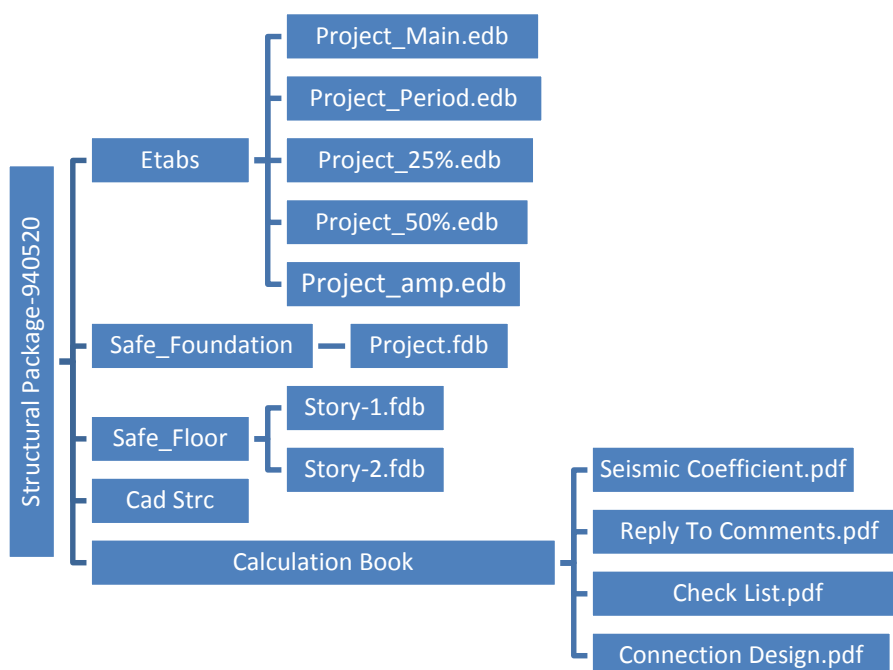 Structural Package-940520
Etabs
Project_Main.edb
Project_Period.edb
Project_25%.edb
Project_50%.edb
Project_amp.edb
Safe_Foundation
Project.fdb
Safe_Floor
Story-1.fdb
Story-2.fdb
Cad Strc
Calculation Book
Seismic Coefficient.pdf
Reply To Comments.pdf
Check List.pdf
Connection Design.pdf